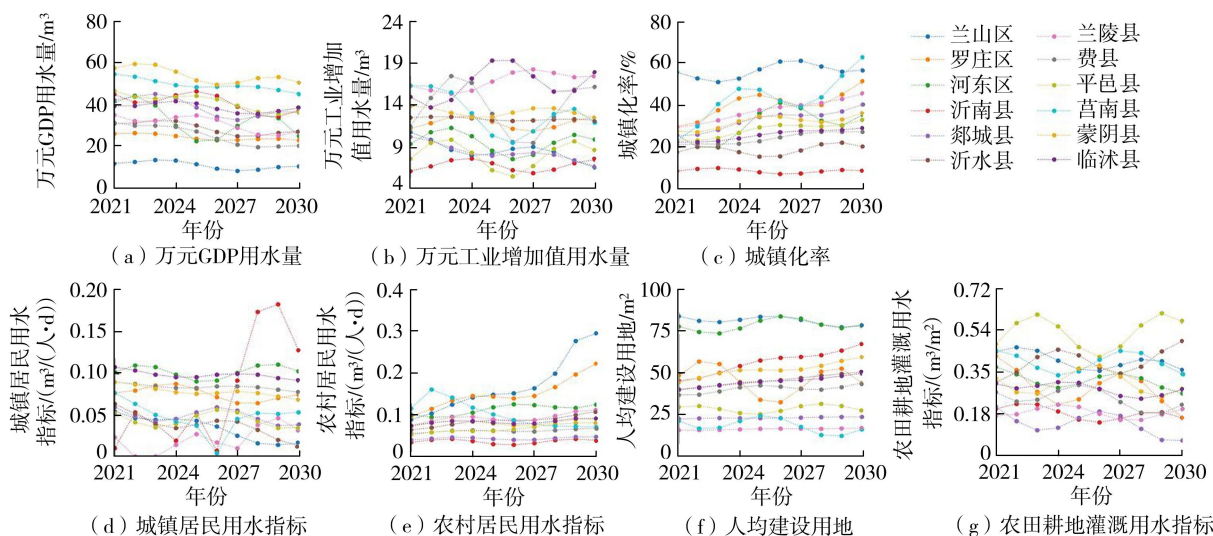 80
60
40
20
0
2021 2024 2027 2030
年份
万元GDP用水量/m³
（a）万元GDP用水量
19
14
9
4
2021 2024 2027 2030
年份
万元工业增加
值用水量/m³
（b）万元工业增加值用水量
80
60
40
20
0
2021 2024 2027 2030
年份
城镇化率/%
（c）城镇化率
兰山区 兰陵县
罗庄区 费县
河东区 平邑县
沂南县 莒南县
郯城县 蒙阴县
沂水县 临沭县
0.20
0.15
0.10
0.05
0
2021 2024 2027 2030
年份
城镇居民用水
指标/(m³/(人·d))
（d）城镇居民用水指标
0.4
0.3
0.2
0.1
0
2021 2024 2027 2030
年份
农村居民用水
指标/(m³/(人·d))
（e）农村居民用水指标
100
75
50
25
0
2021 2024 2027 2030
年份
人均建设用地/m²
（f）人均建设用地
0.72
0.54
0.35
0.18
0
2021 2024 2027 2030
年份
农田耕地灌溉用水
指标/(m³/m²)
（g）农田耕地灌溉用水指标